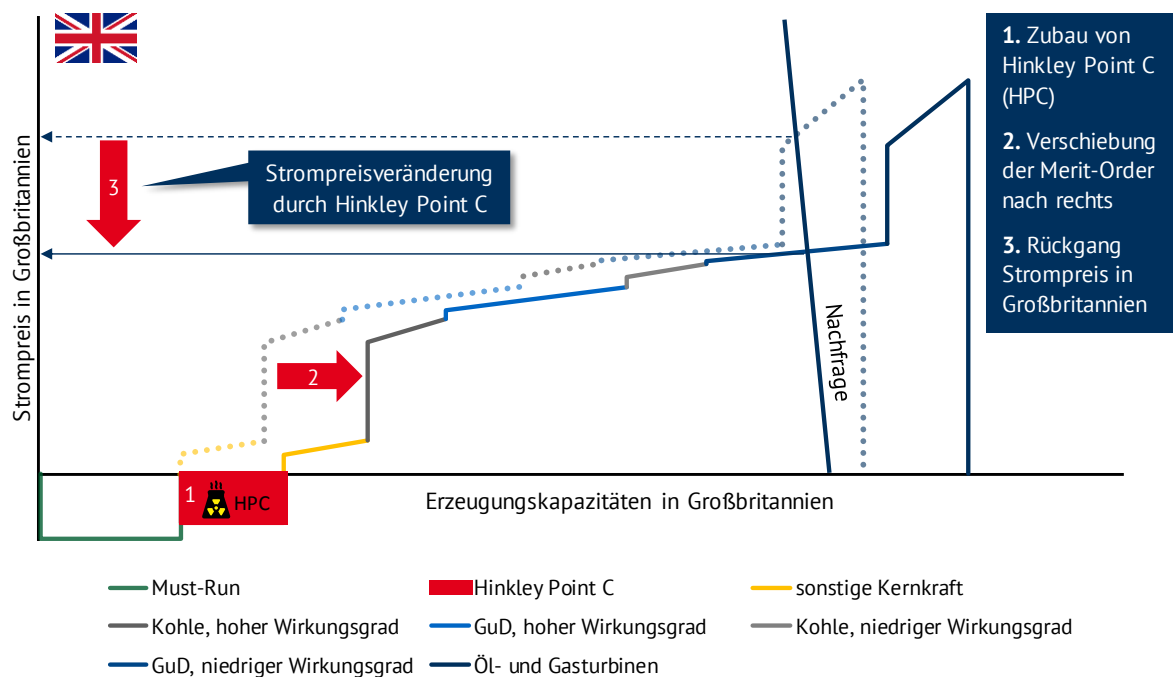 1. Zubau von
Hinkley Point C
(HPC)
2. Verschiebung
der Merit-Order
nach rechts
3. Rückgang
Strompreis in
Großbritannien
Strompreis in Großbritannien
3
Strompreisveränderung
durch Hinkley Point C
2
Nachfrage
1
HPC
Erzeugungskapazitäten in Großbritannien
Must-Run
Hinkley Point C
sonstige Kernkraft
Kohle, hoher Wirkungsgrad
GuD, hoher Wirkungsgrad
Kohle, niedriger Wirkungsgrad
GuD, niedriger Wirkungsgrad
Öl- und Gasturbinen